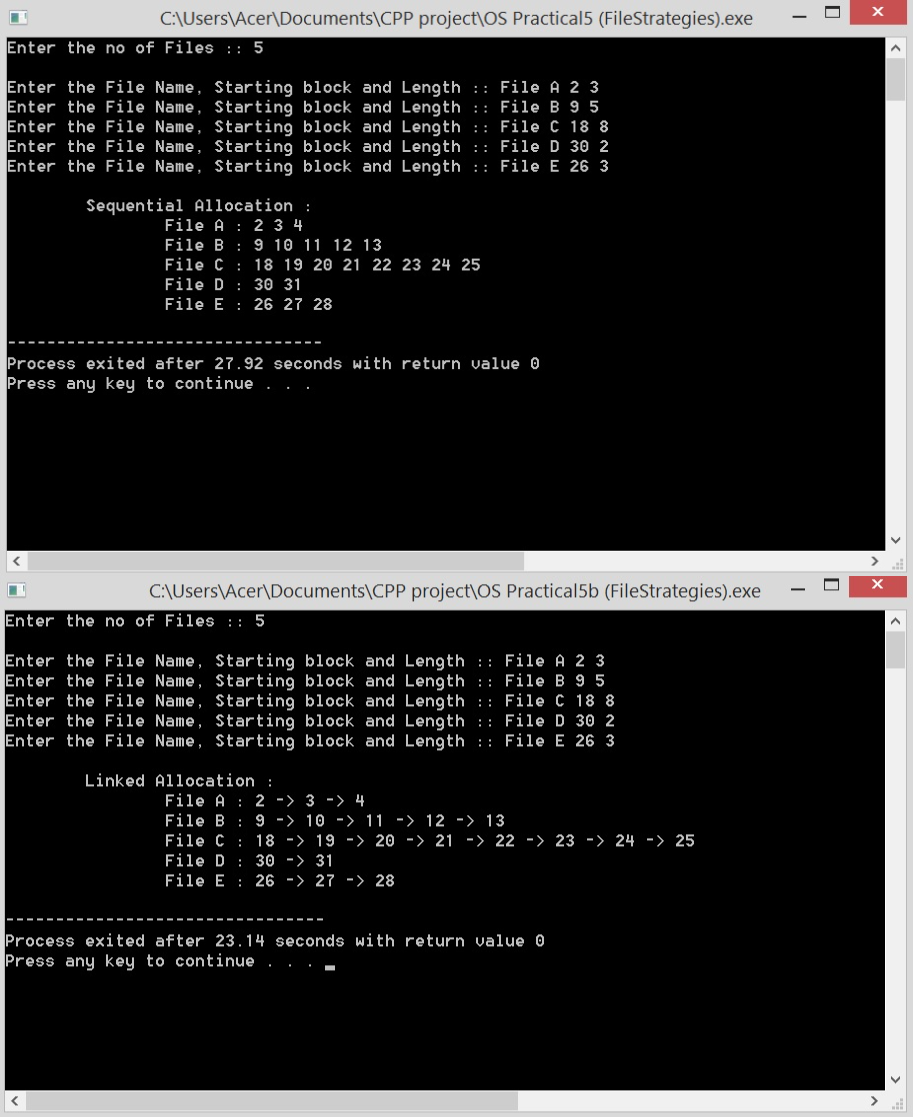 C:\Users\Acer\Documents\CPP project\OS Practical5 (FileStrategies).exe
Enter the no of Files :: 5
Enter the File Name, Starting block and Length :: File A 2 3
Enter the File Name, Starting block and Length :: File B 9 5
Enter the File Name, Starting block and Length :: File C 18 8
Enter the File Name, Starting block and Length :: File D 30 2
Enter the File Name, Starting block and Length :: File E 26 3
Sequential Allocation :
File A : 2 3 4
File B : 9 10 11 12 13
File C : 18 19 20 21 22 23 24 25
File D : 30 31
File E : 26 27 28
--------------------------------
Process exited after 27.92 seconds with return value 0
Press any key to continue . . .
C:\Users\Acer\Documents\CPP project\OS Practical5b (FileStrategies).exe
Enter the no of Files :: 5
Enter the File Name, Starting block and Length :: File A 2 3
Enter the File Name, Starting block and Length :: File B 9 5
Enter the File Name, Starting block and Length :: File C 18 8
Enter the File Name, Starting block and Length :: File D 30 2
Enter the File Name, Starting block and Length :: File E 26 3
Linked Allocation :
File A : 2 -> 3 -> 4
File B : 9 -> 10 -> 11 -> 12 -> 13
File C : 18 -> 19 -> 20 -> 21 -> 22 -> 23 -> 24 -> 25
File D : 30 -> 31
File E : 26 -> 27 -> 28
--------------------------------
Process exited after 23.14 seconds with return value 0
Press any key to continue . . .